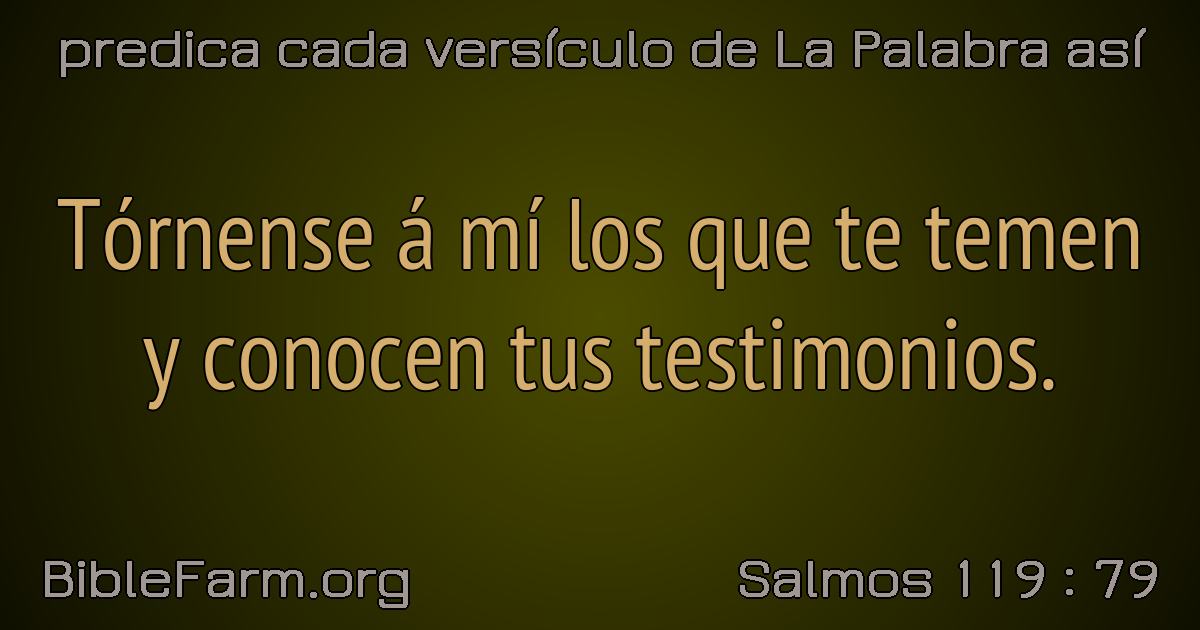 predica cada versículo de La Palabra así
Tórnense á mí los que te temen
y conocen tus testimonios.
BibleFarm.org
Salmos 119 : 79